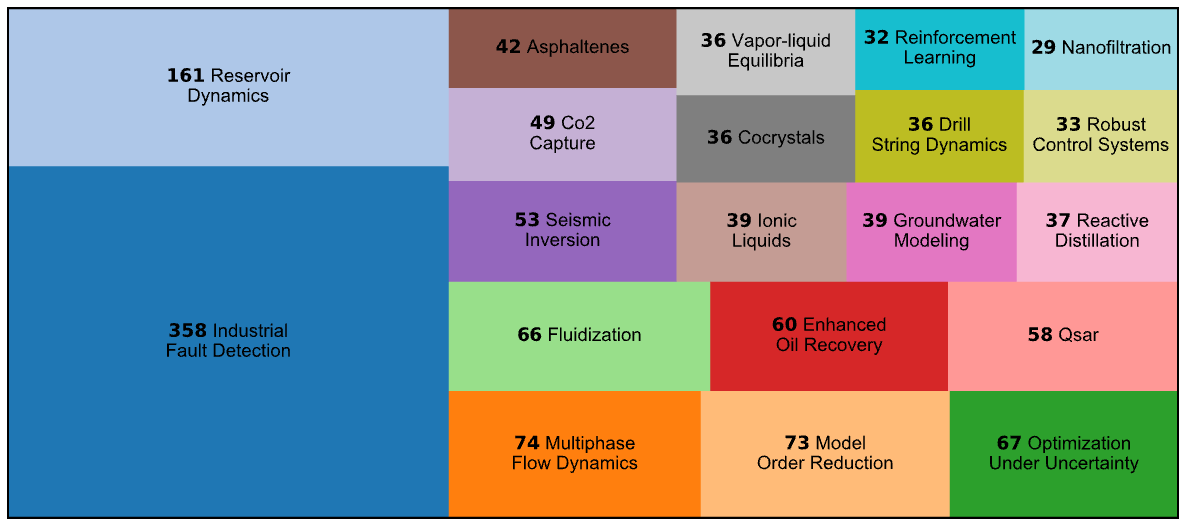 161 Reservoir
Dynamics
358 Industrial
Fault Detection
42 Asphaltenes
49 Co2
Capture
53 Seismic
Inversion
66 Fluidization
74 Multiphase
Flow Dynamics
36 Vapor-liquid
Equilibria
36 Cocrystals
39 Ionic
Liquids
60 Enhanced
Oil Recovery
73 Model
Order Reduction
32 Reinforcement
Learning
36 Drill
String Dynamics
39 Groundwater
Modeling
29 Nanofiltration
33 Robust
Control Systems
37 Reactive
Distillation
58 Qsar
67 Optimization
Under Uncertainty